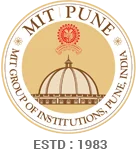 MIT PUNE
MIT GROUP OF INSTITUTIONS, PUNE, INDIA.
ESTD : 1983